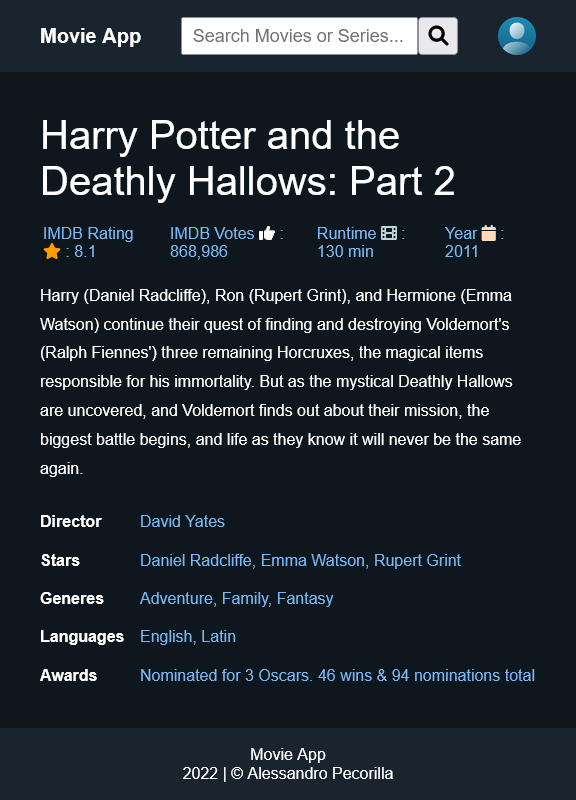 Movie App
Search Movies or Series...
Harry Potter and the
Deathly Hallows: Part 2
IMDB Rating : 8.1
IMDB Votes : 868,986
Runtime : 130 min
Year : 2011
Harry (Daniel Radcliffe), Ron (Rupert Grint), and Hermione (Emma
Watson) continue their quest of finding and destroying Voldemort's
(Ralph Fiennes') three remaining Horcruxes, the magical items
responsible for his immortality. But as the mystical Deathly Hallows
are uncovered, and Voldemort finds out about their mission, the
biggest battle begins, and life as they know it will never be the same
again.
Director David Yates
Stars Daniel Radcliffe, Emma Watson, Rupert Grint
Generes Adventure, Family, Fantasy
Languages English, Latin
Awards Nominated for 3 Oscars. 46 wins & 94 nominations total
Movie App
2022 | © Alessandro Pecorilla